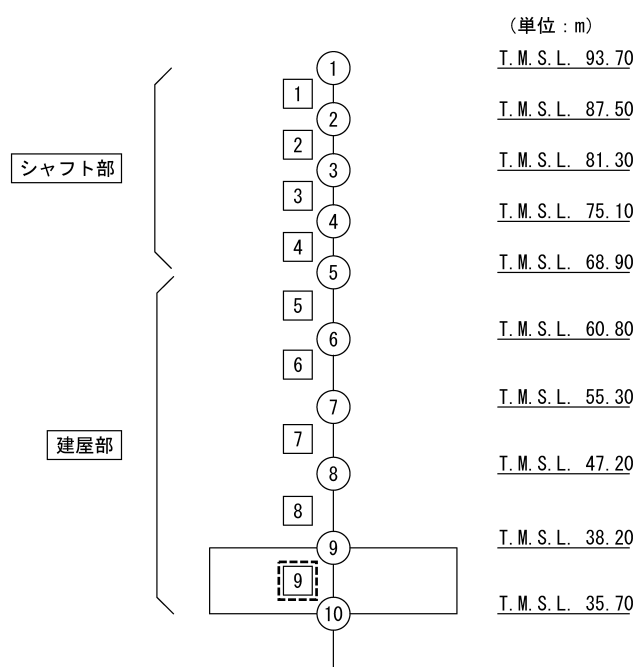 (単位:m)
① T.M.S.L. 93.70
1
② T.M.S.L. 87.50
2
シャフト部
③ T.M.S.L. 81.30
3
④ T.M.S.L. 75.10
4
⑤ T.M.S.L. 68.90
5
⑥ T.M.S.L. 60.80
6
⑦ T.M.S.L. 55.30
建屋部
7
⑧ T.M.S.L. 47.20
8
⑨ T.M.S.L. 38.20
9
⑩ T.M.S.L. 35.70